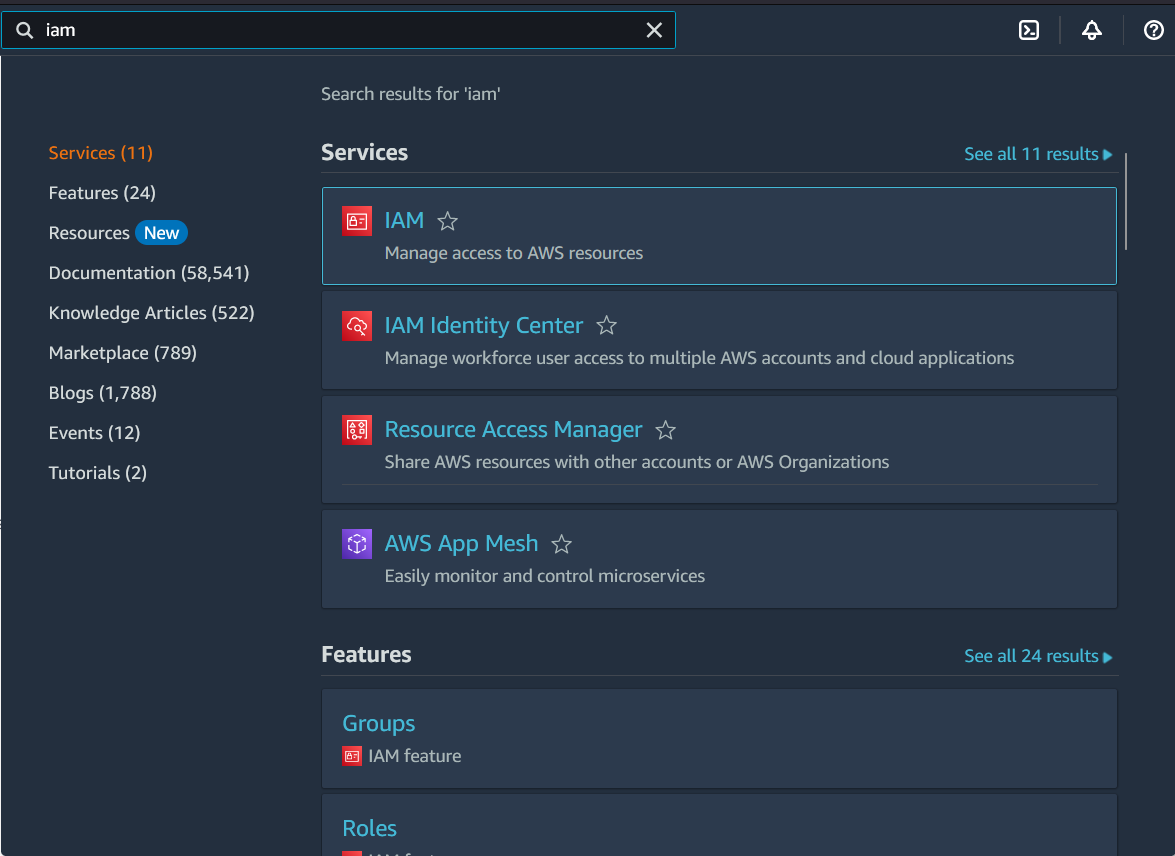 iam
Search results for 'iam'
Services (11)
Features (24)
Resources New
Documentation (58,541)
Knowledge Articles (522)
Marketplace (789)
Blogs (1,788)
Events (12)
Tutorials (2)
Services
See all 11 results
IAM
Manage access to AWS resources
IAM Identity Center
Manage workforce user access to multiple AWS accounts and cloud applications
Resource Access Manager
Share AWS resources with other accounts or AWS Organizations
AWS App Mesh
Easily monitor and control microservices
Features
See all 24 results
Groups
IAM feature
Roles